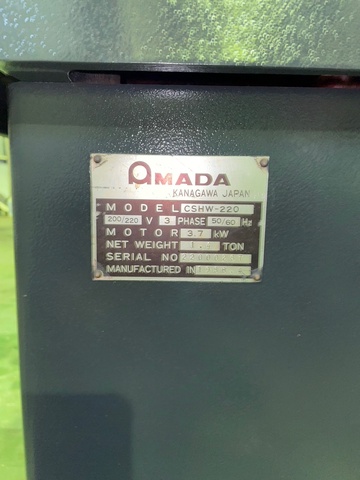 AMADA
KANAGAWA JAPAN
MODEL CSHW-220
200/220 V 3 PHASE 50/60 Hz
MOTOR 3.7 kW
NET WEIGHT TON
SERIAL NO
MANUFACTURED IN